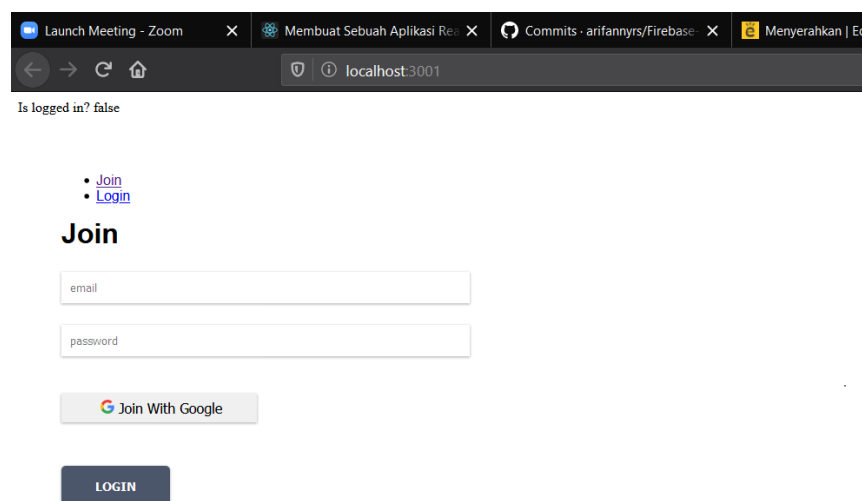 Launch Meeting - Zoom
Membuat Sebuah Aplikasi Rea
Commits · arifannyrs/Firebase-
Menyerahkan | Ed
localhost:3001
Is logged in? false
Join
Login
Join
email
password
Join With Google
LOGIN